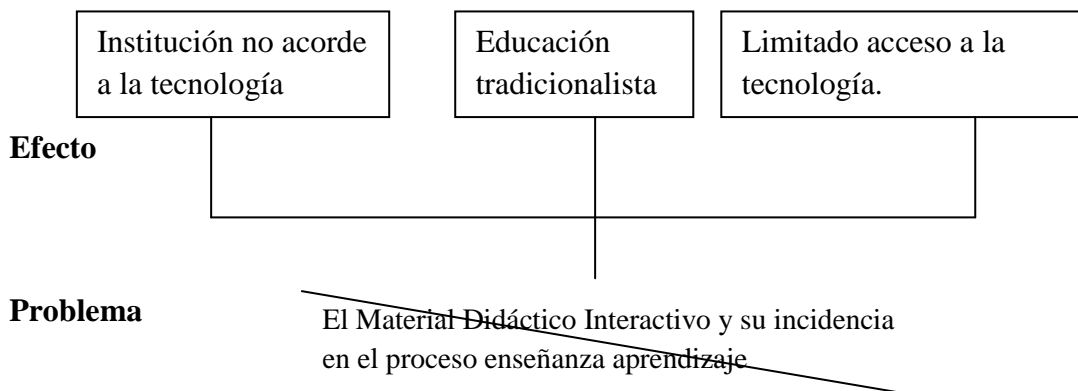 Institución no acorde
a la tecnología
Educación
tradicionalista
Limitado acceso a la
tecnología.
Efecto
Problema
El Material Didáctico Interactivo y su incidencia
en el proceso enseñanza aprendizaje